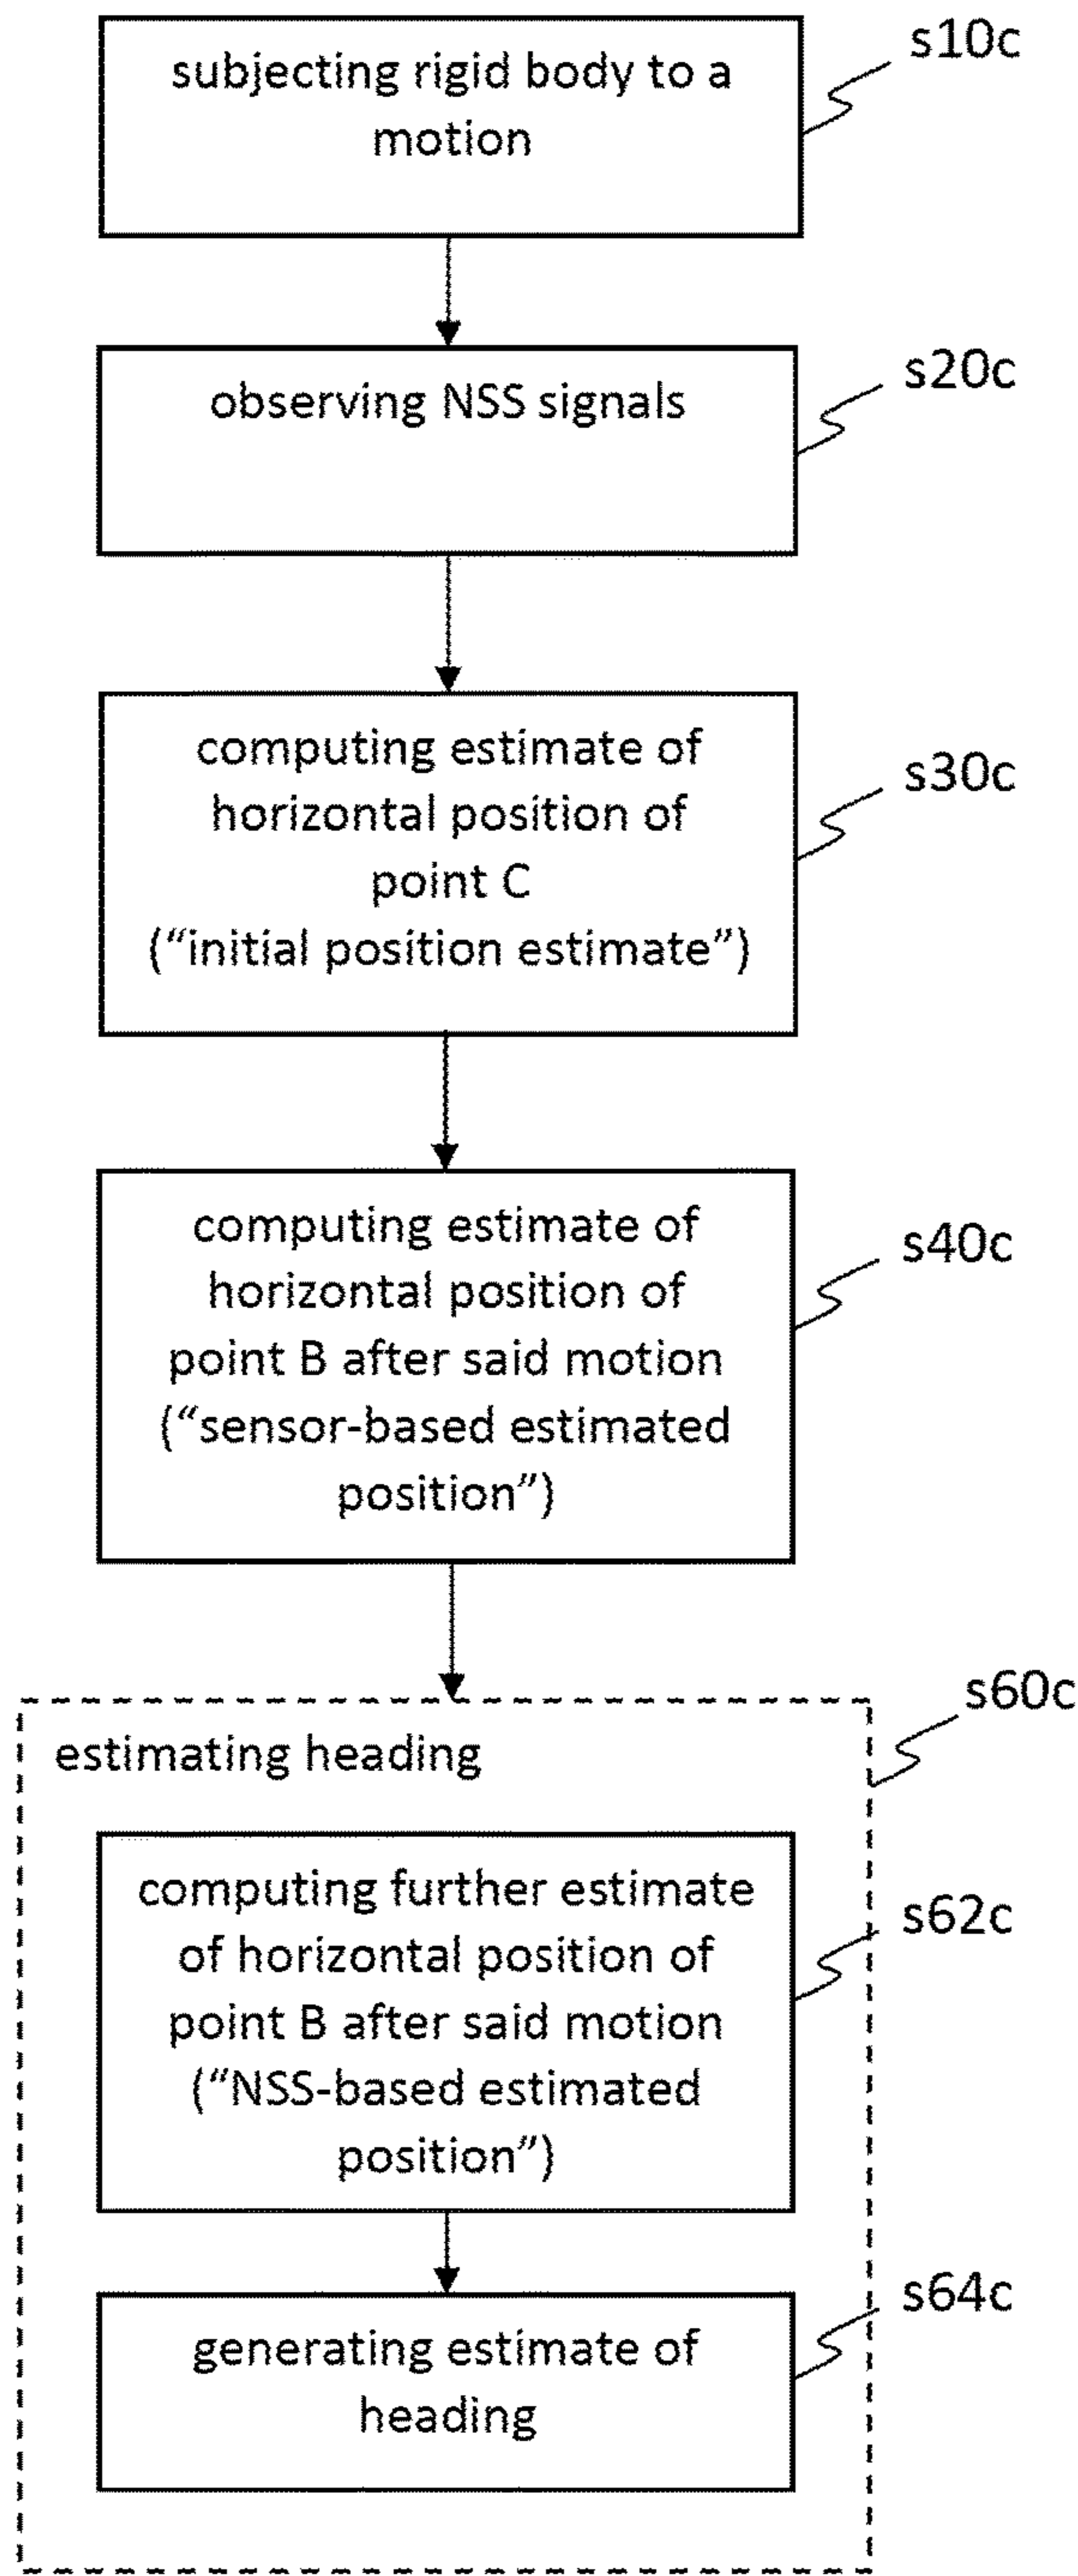 subjecting rigid body to a
motion
s10c
observing NSS signals
s20c
computing estimate of
horizontal position of
point C
(“initial position estimate”)
s30c
computing estimate of
horizontal position of
point B after said motion
(“sensor-based estimated
position”)
s40c
s60c
estimating heading
computing further estimate
of horizontal position of
point B after said motion
(“NSS-based estimated
position”)
s62c
generating estimate of
heading
s64c